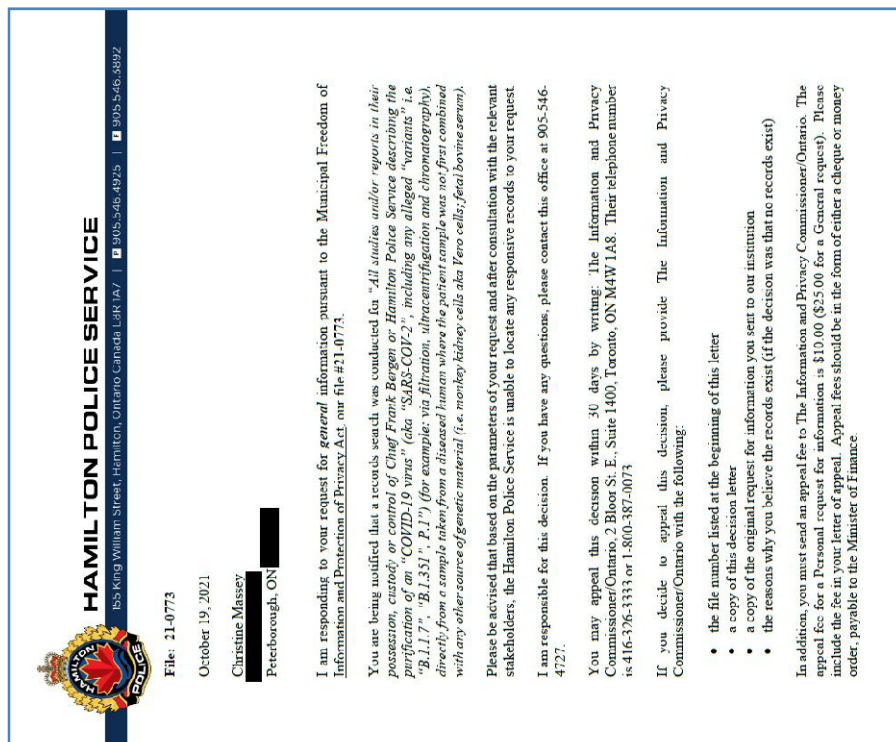 HAMILTON POLICE SERVICE
155 King William Street, Hamilton, Ontario Canada L8R 1A7 | P 905.546.4925 | F 905.546.3892
HAMILTON
POLICE
File: 21-0773
October 19, 2021
Christine Massey
Peterborough, ON
I am responding to your request for general information pursuant to the Municipal Freedom of
Information and Protection of Privacy Act, our file #21-0773.
You are being notified that a records search was conducted for "All studies and/or reports in their
possession, custody or control of Chief Frank Bergen or Hamilton Police Service describing the
purification of an "COVID-19 virus" (aka "SARS-COV-2", including any alleged "variants" i.e.
"B.1.1.7", "B.1.351", P.1") (for example: via filtration, ultracentrifugation and chromatography),
directly from a sample taken from a diseased human where the patient sample was not first combined
with any other source of genetic material (i.e. monkey kidney cells aka Vero cells; fetal bovine serum).
Please be advised that based on the parameters of your request and after consultation with the relevant
stakeholders, the Hamilton Police Service is unable to locate any responsive records to your request.
I am responsible for this decision. If you have any questions, please contact this office at 905-546-
4727.
You may appeal this decision within 30 days by writing: The Information and Privacy
Commissioner/Ontario, 2 Bloor St. E., Suite 1400, Toronto, ON M4W 1A8. Their telephone number
is 416-326-3333 or 1-800-387-0073
If you decide to appeal this decision, please provide The Information and Privacy
Commissioner/Ontario with the following:
• the file number listed at the beginning of this letter
• a copy of this decision letter
• a copy of the original request for information you sent to our institution
• the reasons why you believe the records exist (if the decision was that no records exist)
In addition, you must send an appeal fee to The Information and Privacy Commissioner/Ontario. The
appeal fee for a Personal request for information is $10.00 ($25.00 for a General request). Please
include the fee in your letter of appeal. Appeal fees should be in the form of either a cheque or money
order, payable to the Minister of Finance.